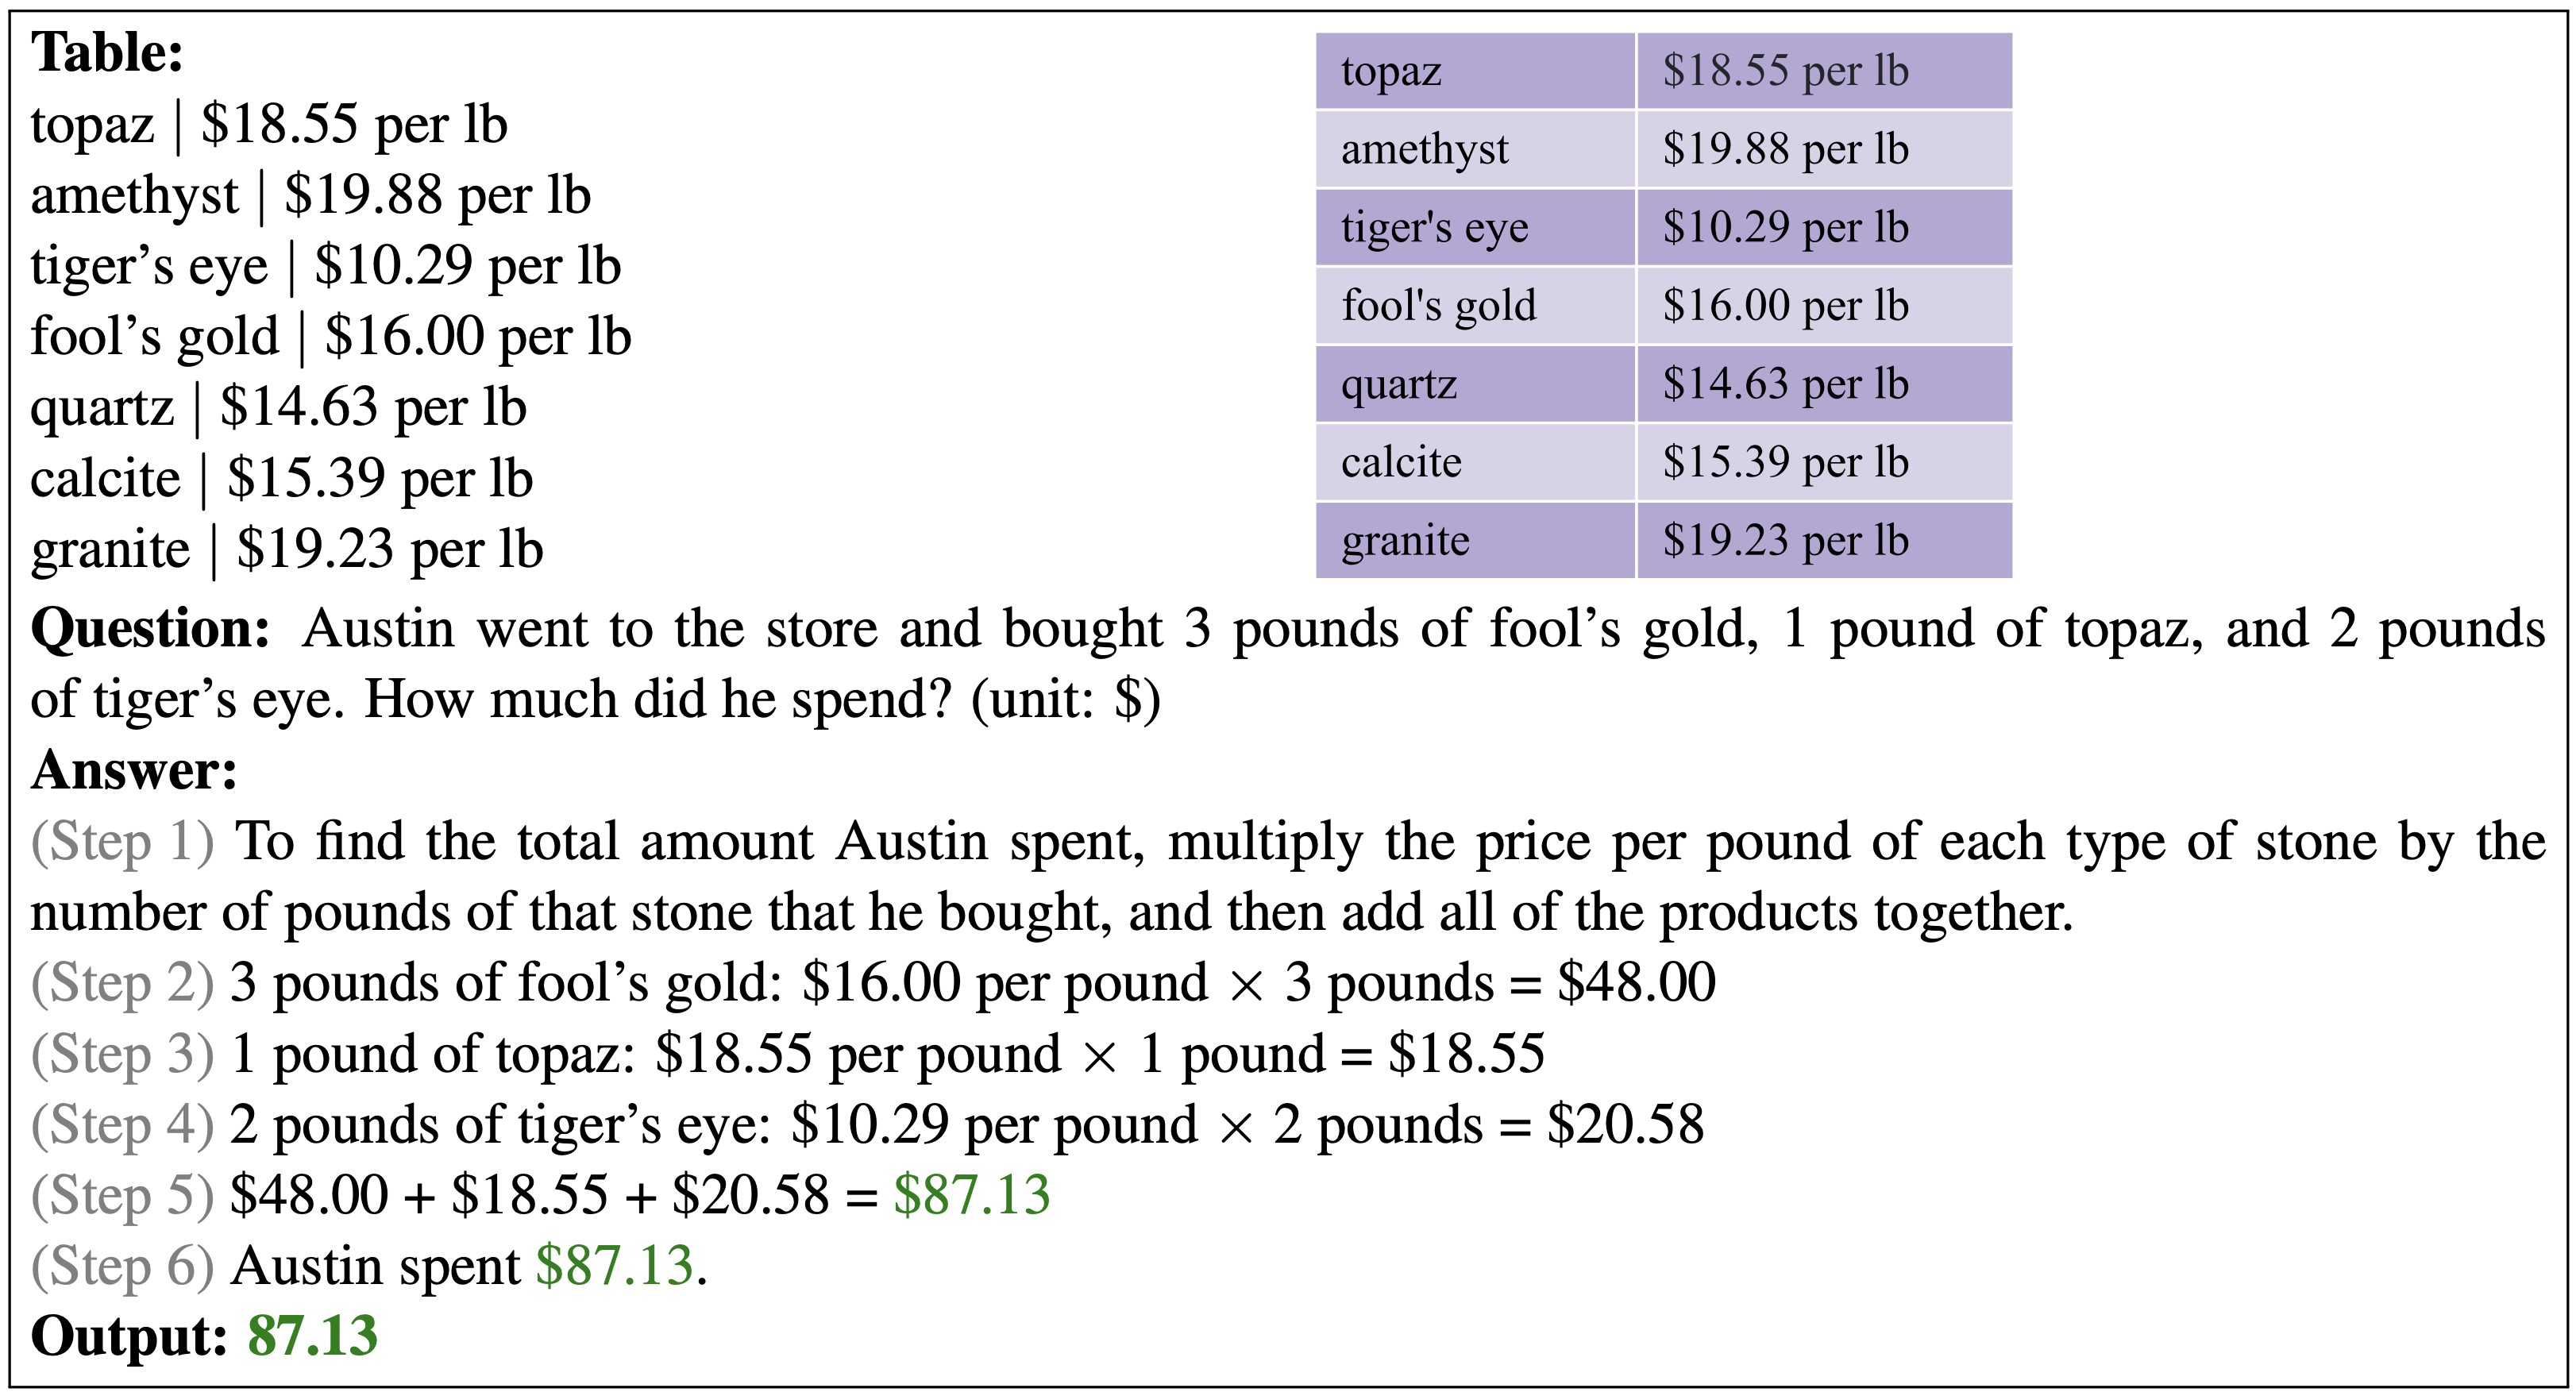 Table:
topaz | $18.55 per lb
amethyst | $19.88 per lb
tiger’s eye | $10.29 per lb
fool’s gold | $16.00 per lb
quartz | $14.63 per lb
calcite | $15.39 per lb
granite | $19.23 per lb
topaz $18.55 per lb
amethyst $19.88 per lb
tiger's eye $10.29 per lb
fool's gold $16.00 per lb
quartz $14.63 per lb
calcite $15.39 per lb
granite $19.23 per lb
Question: Austin went to the store and bought 3 pounds of fool’s gold, 1 pound of topaz, and 2 pounds
of tiger’s eye. How much did he spend? (unit: $)
Answer:
(Step 1) To find the total amount Austin spent, multiply the price per pound of each type of stone by the
number of pounds of that stone that he bought, and then add all of the products together.
(Step 2) 3 pounds of fool’s gold: $16.00 per pound × 3 pounds = $48.00
(Step 3) 1 pound of topaz: $18.55 per pound × 1 pound = $18.55
(Step 4) 2 pounds of tiger’s eye: $10.29 per pound × 2 pounds = $20.58
(Step 5) $48.00 + $18.55 + $20.58 = $87.13
(Step 6) Austin spent $87.13.
Output: 87.13